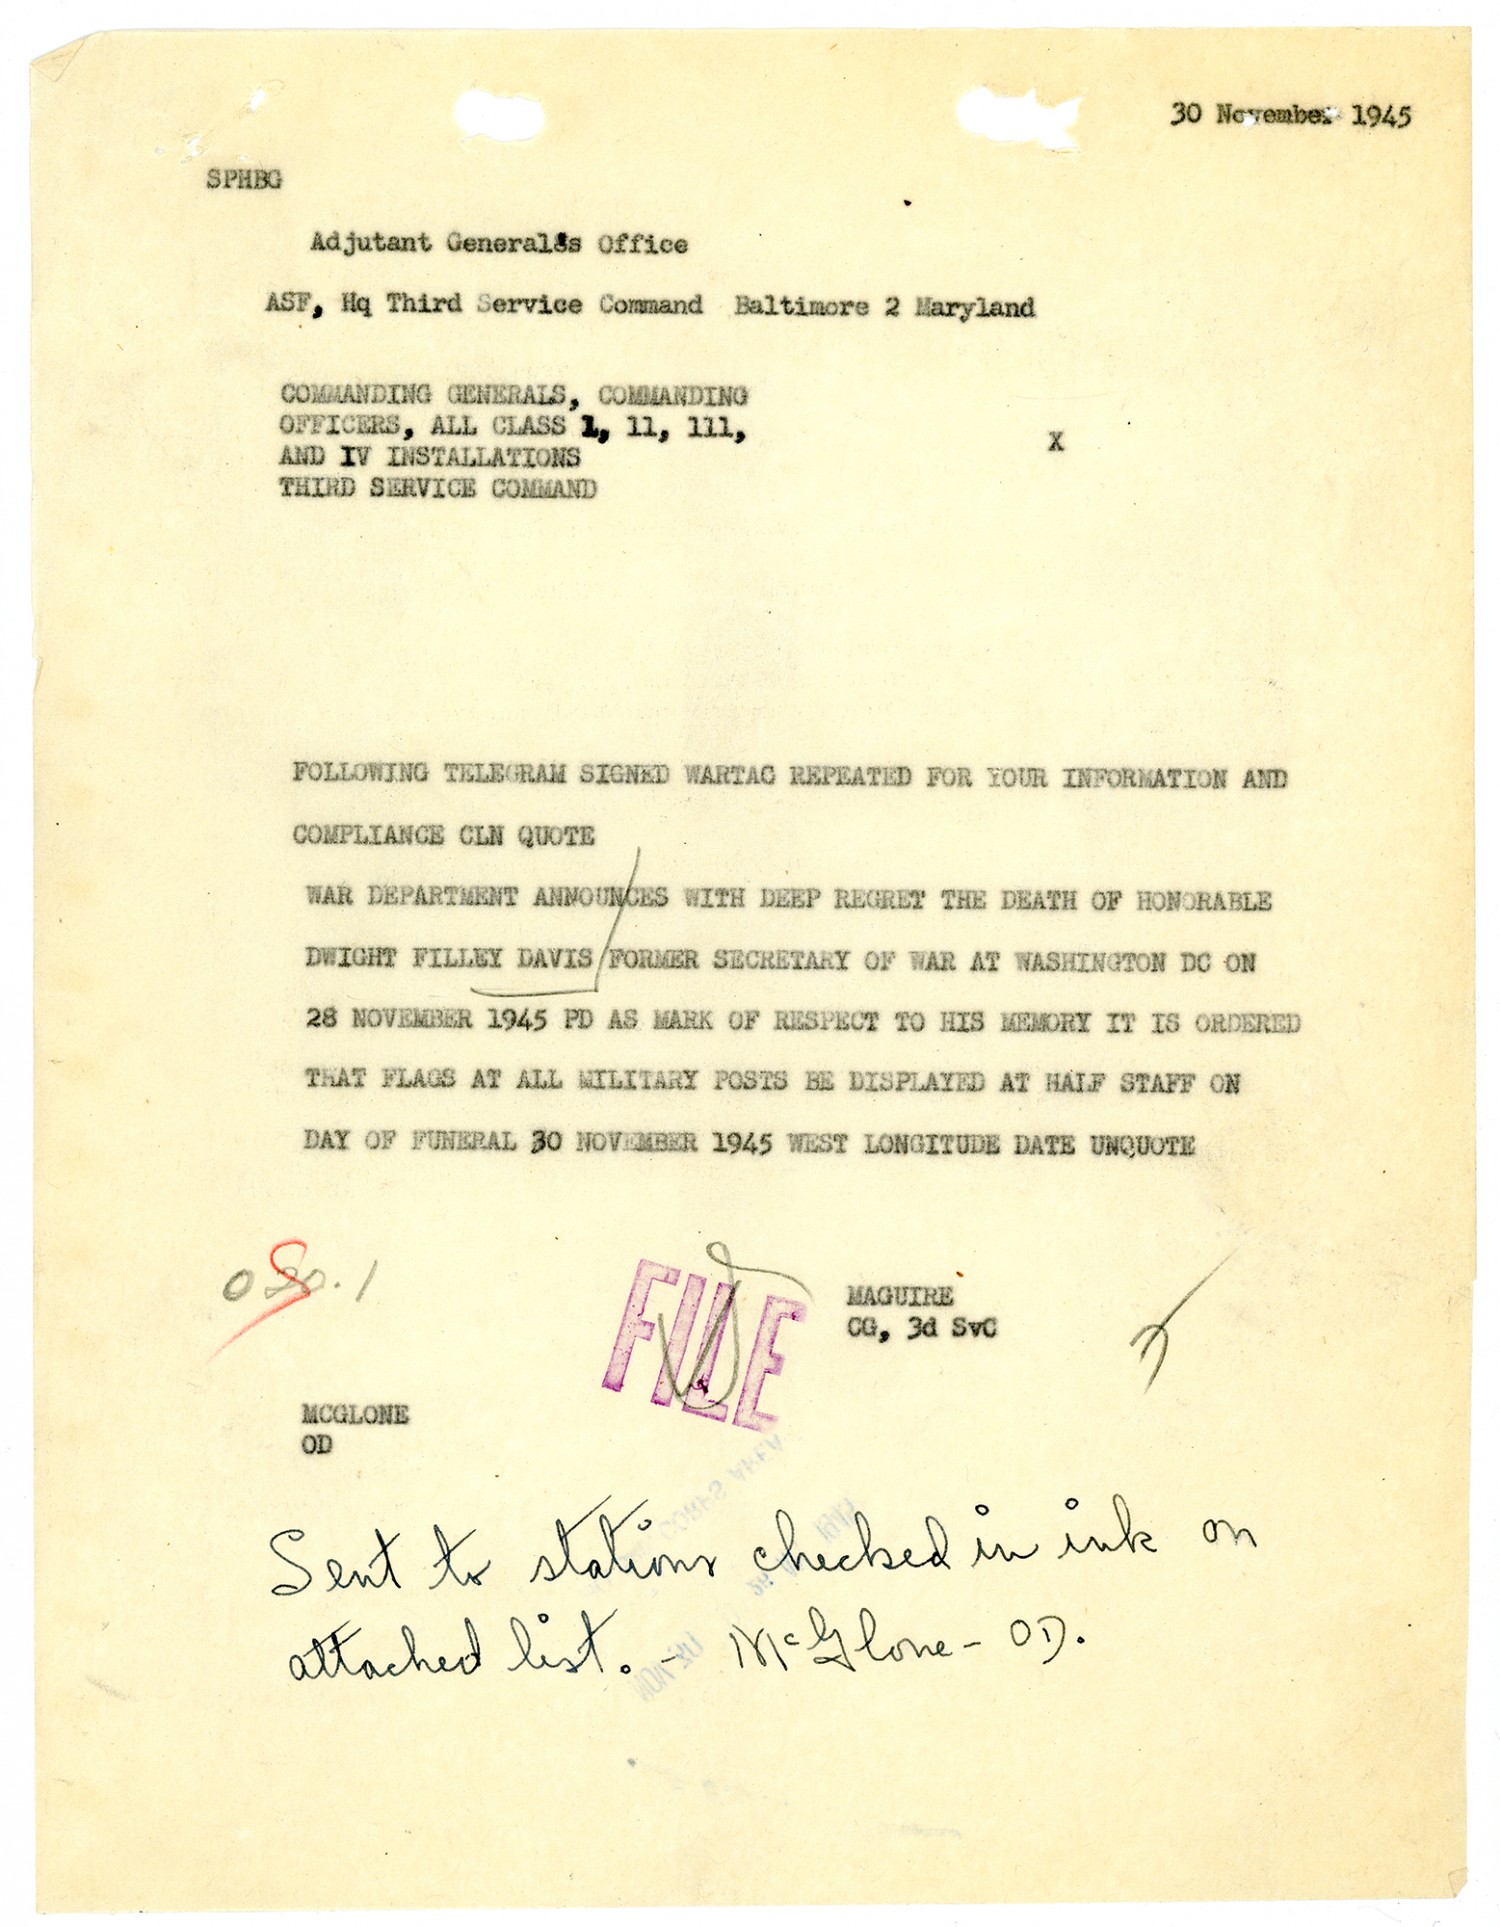 30 November 1945
SPHBG
Adjutant General's Office
ASF, Hq Third Service Command Baltimore 2 Maryland
COMMANDING GENERALS, COMMANDING
OFFICERS, ALL CLASS 1, 11, 111,
AND IV INSTALLATIONS
THIRD SERVICE COMMAND
X
FOLLOWING TELEGRAM SIGNED WARTAG REPEATED FOR YOUR INFORMATION AND
COMPLIANCE CLN QUOTE
WAR DEPARTMENT ANNOUNCES WITH DEEP REGRET THE DEATH OF HONORABLE
DWIGHT FILLEY DAVIS FORMER SECRETARY OF WAR AT WASHINGTON DC ON
28 NOVEMBER 1945 PD AS MARK OF RESPECT TO HIS MEMORY IT IS ORDERED
THAT FLAGS AT ALL MILITARY POSTS BE DISPLAYED AT HALF STAFF ON
DAY OF FUNERAL 30 NOVEMBER 1945 WEST LONGITUDE DATE UNQUOTE
FILE
MAGUIRE
CG, 3d SvC
MCGLONE
OD
Sent to stations checked in ink on
attached list. - McGlone - OD.